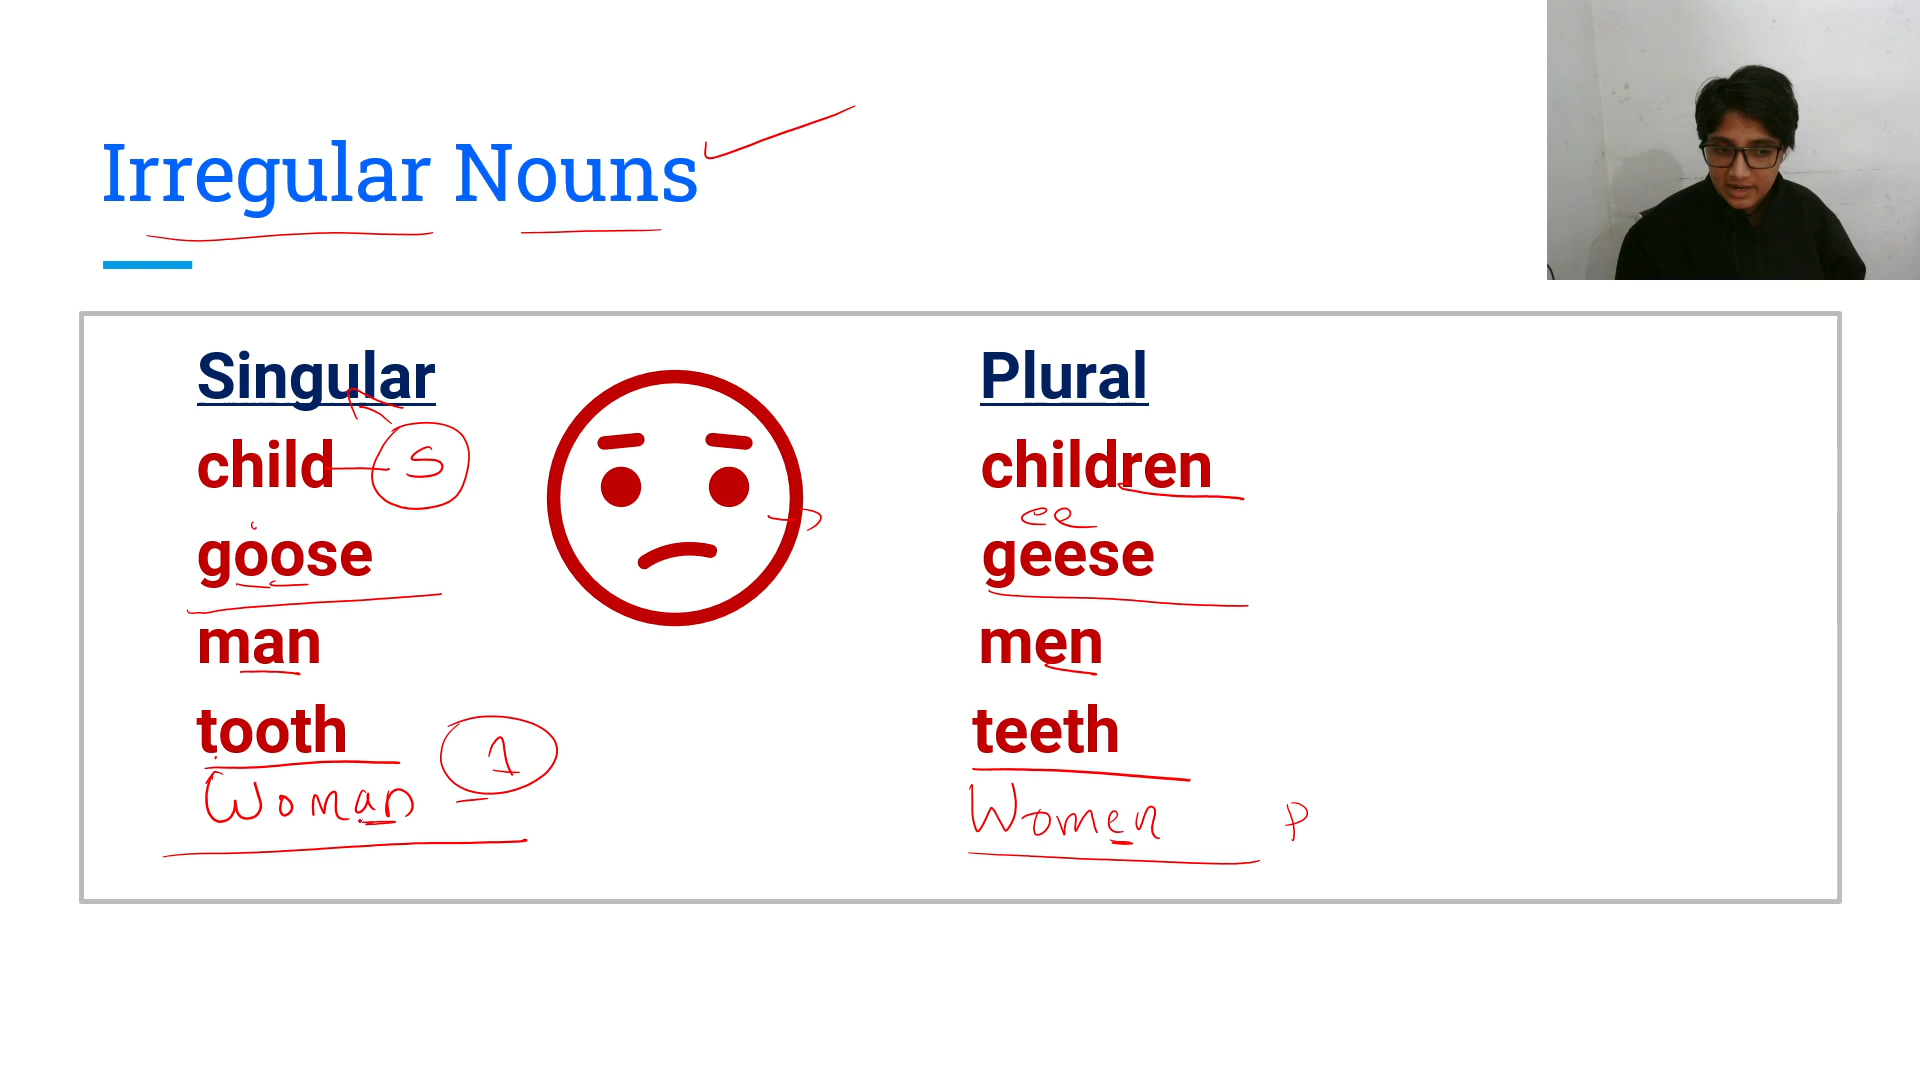 Irregular Nouns
Singular Plural
child S children
ee
goose geese
man men
tooth 1 teeth
Woman Women P